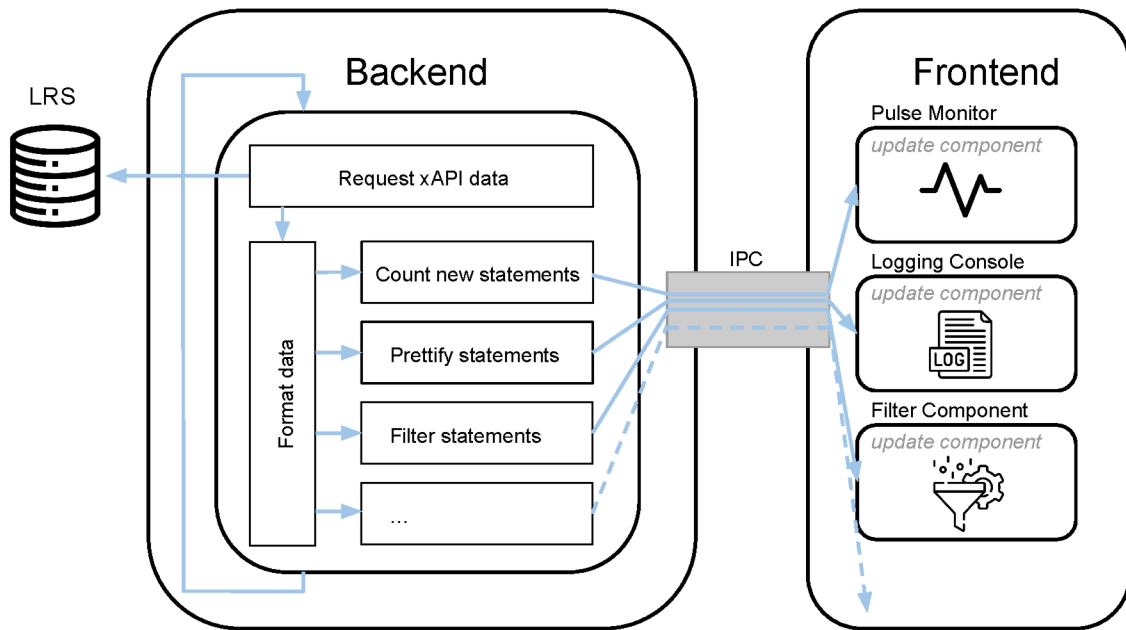 Backend
Frontend
LRS
Pulse Monitor
update component
Request xAPI data
IPC
Logging Console
update component
LOG
Format data
Count new statements
Prettify statements
Filter statements
...
Filter Component
update component